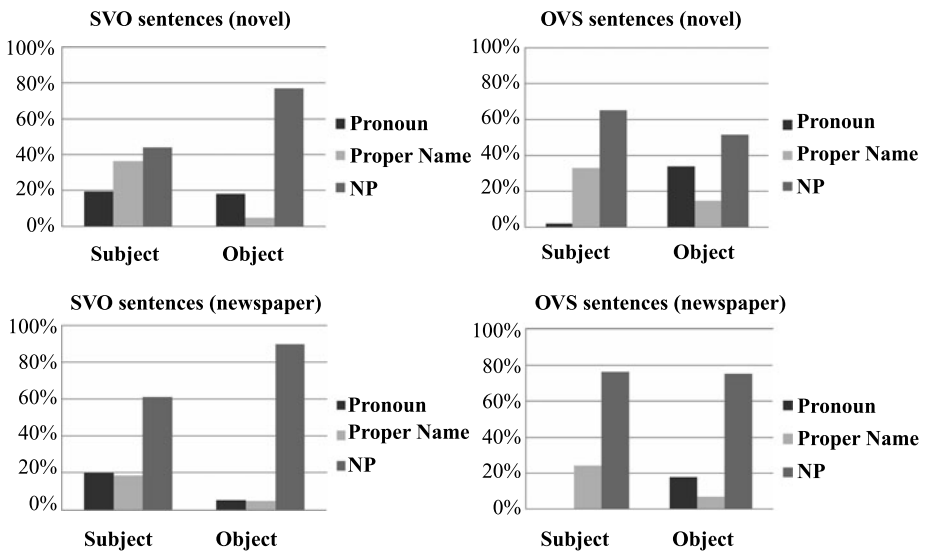 SVO sentences (novel)
100%
80%
60%
40%
20%
0%
Subject
Object
Pronoun
Proper Name
NP
OVS sentences (novel)
100%
80%
60%
40%
20%
0%
Subject
Object
Pronoun
Proper Name
NP
SVO sentences (newspaper)
100%
80%
60%
40%
20%
0%
Subject
Object
Pronoun
Proper Name
NP
OVS sentences (newspaper)
100%
80%
60%
40%
20%
0%
Subject
Object
Pronoun
Proper Name
NP